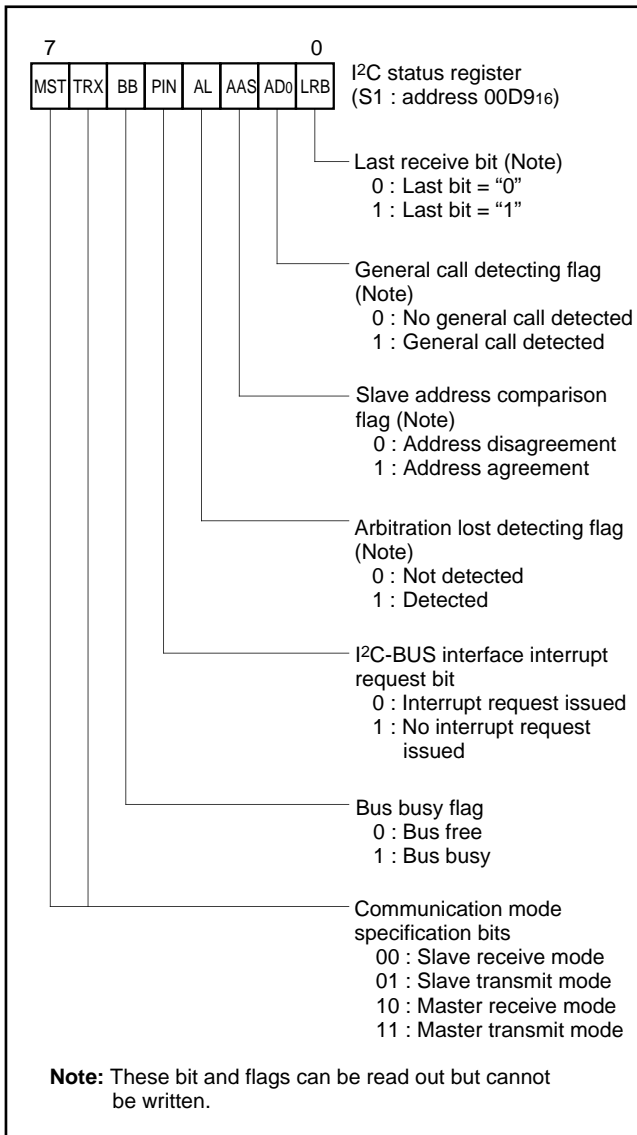 7 0
MST TRX BB PIN AL AAS AD0 LRB
I2C status register
(S1 : address 00D916)
Last receive bit (Note)
0 : Last bit = “0”
1 : Last bit = “1”
General call detecting flag
(Note)
0 : No general call detected
1 : General call detected
Slave address comparison
flag (Note)
0 : Address disagreement
1 : Address agreement
Arbitration lost detecting flag
(Note)
0 : Not detected
1 : Detected
I2C-BUS interface interrupt
request bit
0 : Interrupt request issued
1 : No interrupt request
issued
Bus busy flag
0 : Bus free
1 : Bus busy
Communication mode
specification bits
00 : Slave receive mode
01 : Slave transmit mode
10 : Master receive mode
11 : Master transmit mode
Note: These bit and flags can be read out but cannot
be written.